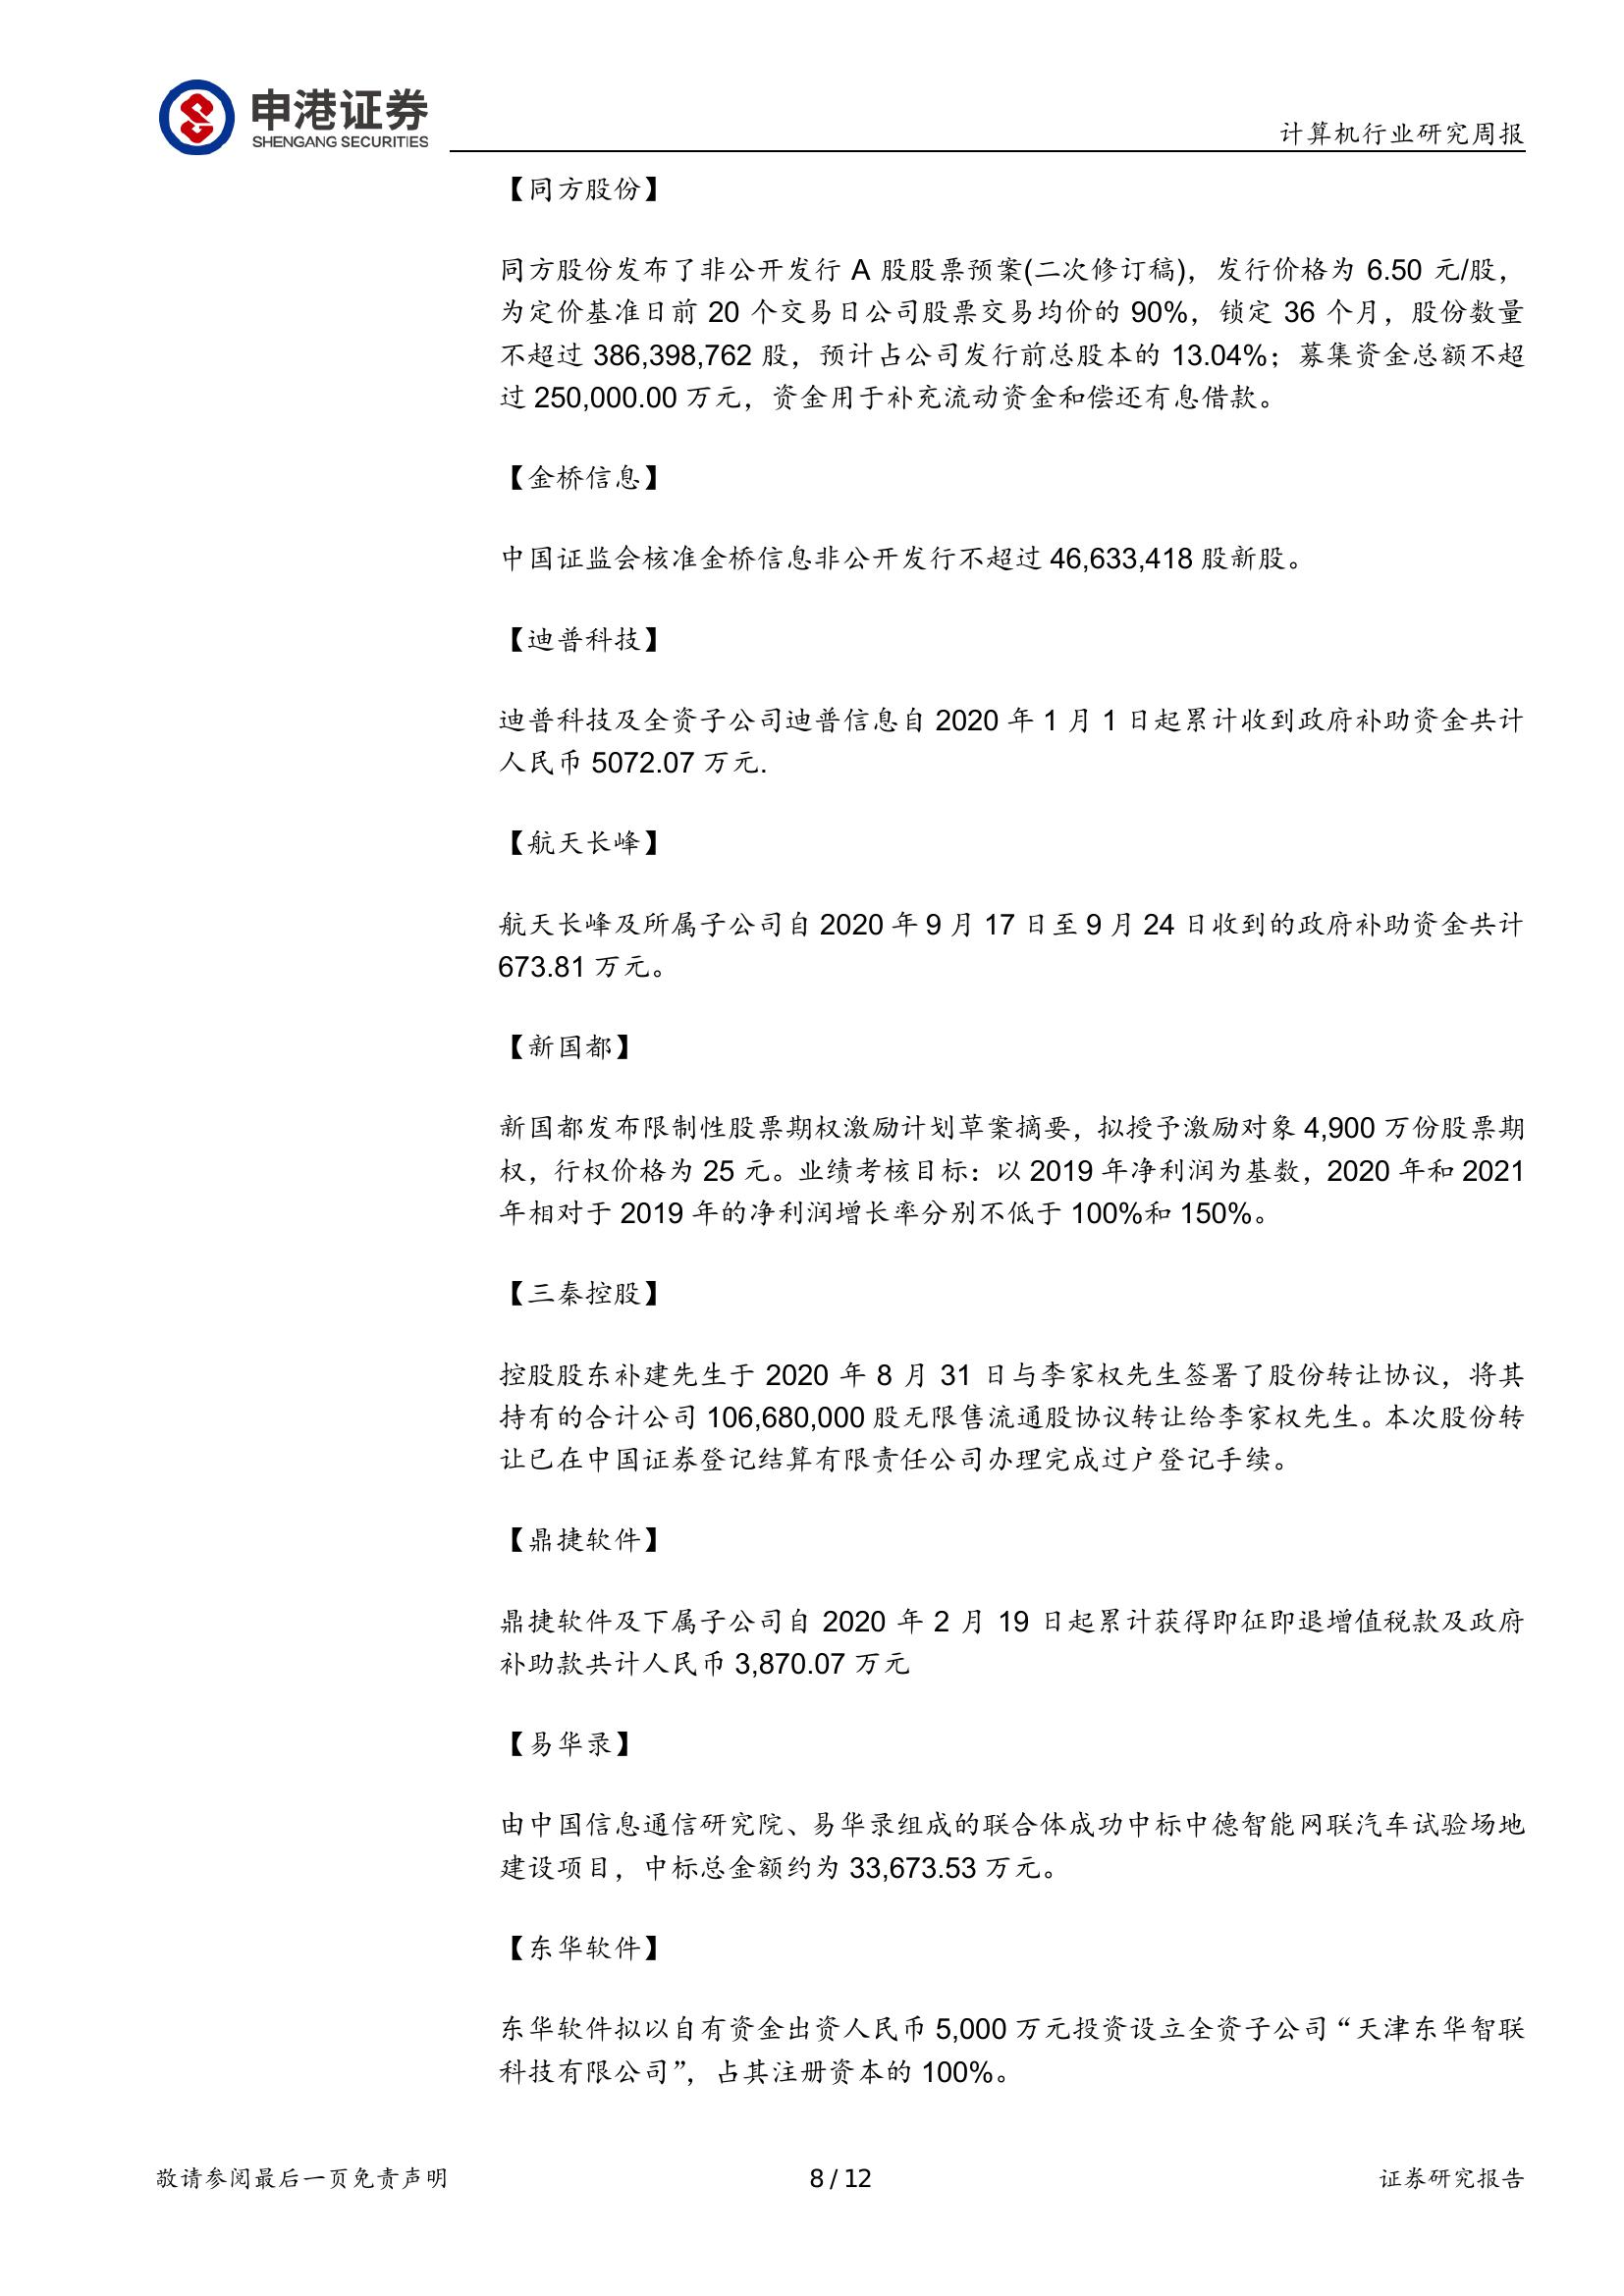 申港证券
SHENGANG SECURITIES
计算机行业研究周报
【同方股份】
同方股份发布了非公开发行 A 股股票预案(二次修订稿)，发行价格为 6.50 元/股，
为定价基准日前 20 个交易日公司股票交易均价的 90%，锁定 36 个月，股份数量
不超过 386,398,762 股，预计占公司发行前总股本的 13.04%；募集资金总额不超
过 250,000.00 万元，资金用于补充流动资金和偿还有息借款。
【金桥信息】
中国证监会核准金桥信息非公开发行不超过 46,633,418 股新股。
【迪普科技】
迪普科技及全资子公司迪普信息自 2020 年 1 月 1 日起累计收到政府补助资金共计
人民币 5072.07 万元.
【航天长峰】
航天长峰及所属子公司自 2020 年 9 月 17 日至 9 月 24 日收到的政府补助资金共计
673.81 万元。
【新国都】
新国都发布限制性股票期权激励计划草案摘要，拟授予激励对象 4,900 万份股票期
权，行权价格为 25 元。业绩考核目标：以 2019 年净利润为基数，2020 年和 2021
年相对于 2019 年的净利润增长率分别不低于 100%和 150%。
【三秦控股】
控股股东补建先生于 2020 年 8 月 31 日与李家权先生签署了股份转让协议，将其
持有的合计公司 106,680,000 股无限售流通股协议转让给李家权先生。本次股份转
让已在中国证券登记结算有限责任公司办理完成过户登记手续。
【鼎捷软件】
鼎捷软件及下属子公司自 2020 年 2 月 19 日起累计获得即征即退增值税款及政府
补助款共计人民币 3,870.07 万元
【易华录】
由中国信息通信研究院、易华录组成的联合体成功中标中德智能网联汽车试验场地
建设项目，中标总金额约为 33,673.53 万元。
【东华软件】
东华软件拟以自有资金出资人民币 5,000 万元投资设立全资子公司“天津东华智联
科技有限公司”，占其注册资本的 100%。
敬请参阅最后一页免责声明
8 / 12
证券研究报告